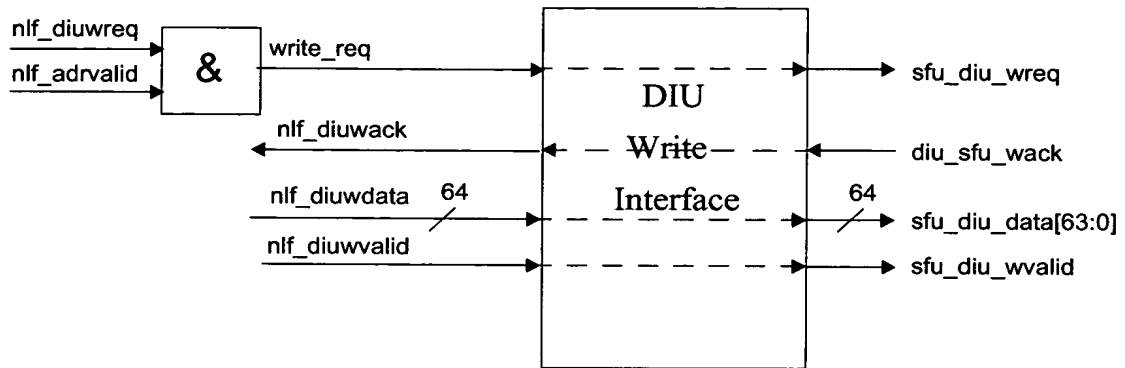 nlf_diuwreq
nlf_adrvalid
&
write_req
sfu_diu_wreq
DIU
nlf_diuwack
Write
diu_sfu_wack
nlf_diuwdata
64
Interface
64
sfu_diu_data[63:0]
nlf_diuwvalid
sfu_diu_wvalid